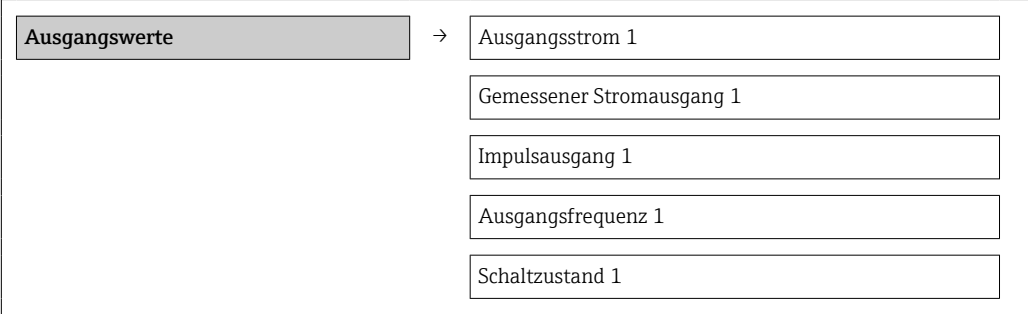 Ausgangswerte → Ausgangsstrom 1
Gemessener Stromausgang 1
Impulsausgang 1
Ausgangsfrequenz 1
Schaltzustand 1